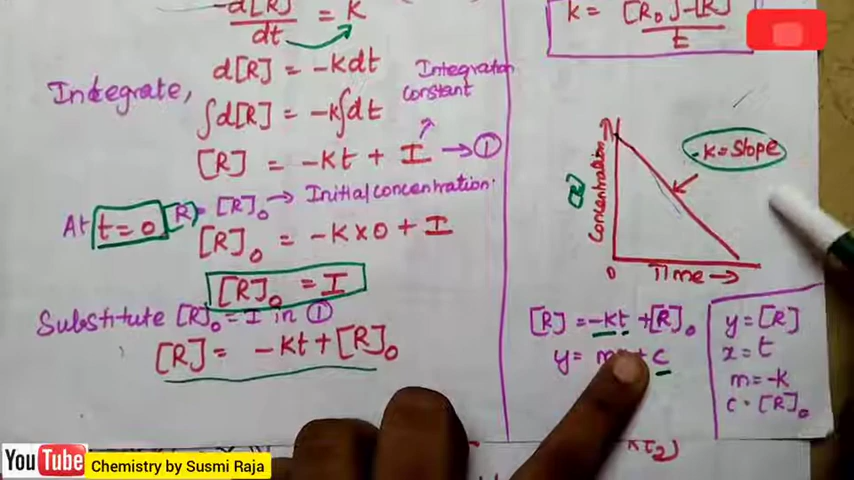 -d[R] = K
dt
Integrate,
d[R] = -Kdt
Integration
constant
∫d[R] = -K∫dt
[R] = -Kt + I → ①
At t = 0 [R] = [R]₀ → Initial concentration.
[R]₀ = -K x 0 + I
[R]₀ = I
Substitute [R]₀ = I in ①
[R] = -Kt + [R]₀
K = [R₀] - [R]
t
-K = Slope
[R]
Concentration →
0 Time →
[R] = -Kt + [R]₀
y = + c
y = [R]
x = t
m = -K
c = [R]₀
YouTube Chemistry by Susmi Raja